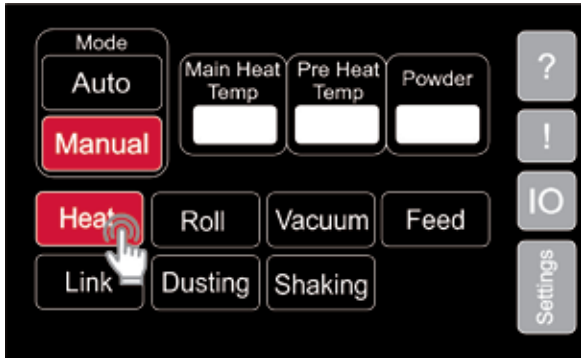 Mode
Auto
Manual
Main Heat
Temp
Pre Heat
Temp
Powder
Heat
Roll
Vacuum
Feed
Link
Dusting
Shaking
?
!
IO
Settings